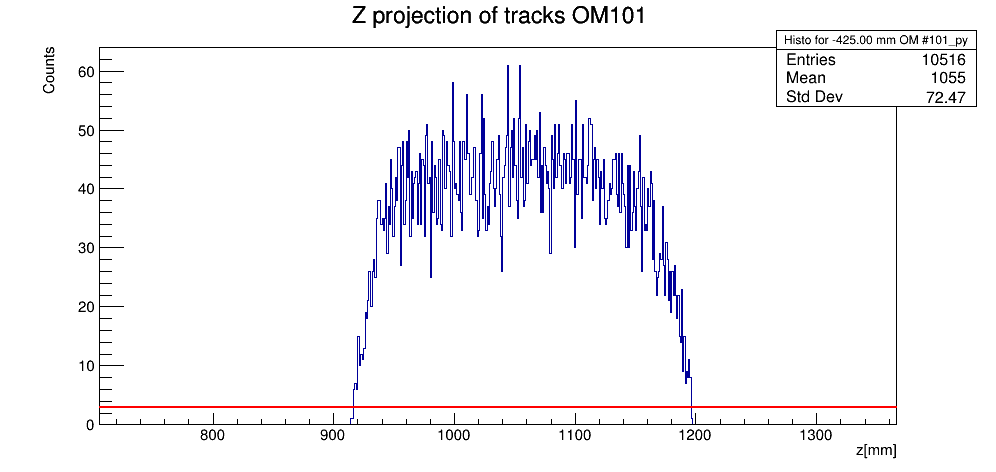 Z projection of tracks OM101
Histo for -425.00 mm OM #101_py
Entries 10516
Mean 1055
Std Dev 72.47
Counts
60
50
40
30
20
10
0
800 900 1000 1100 1200 1300
z[mm]